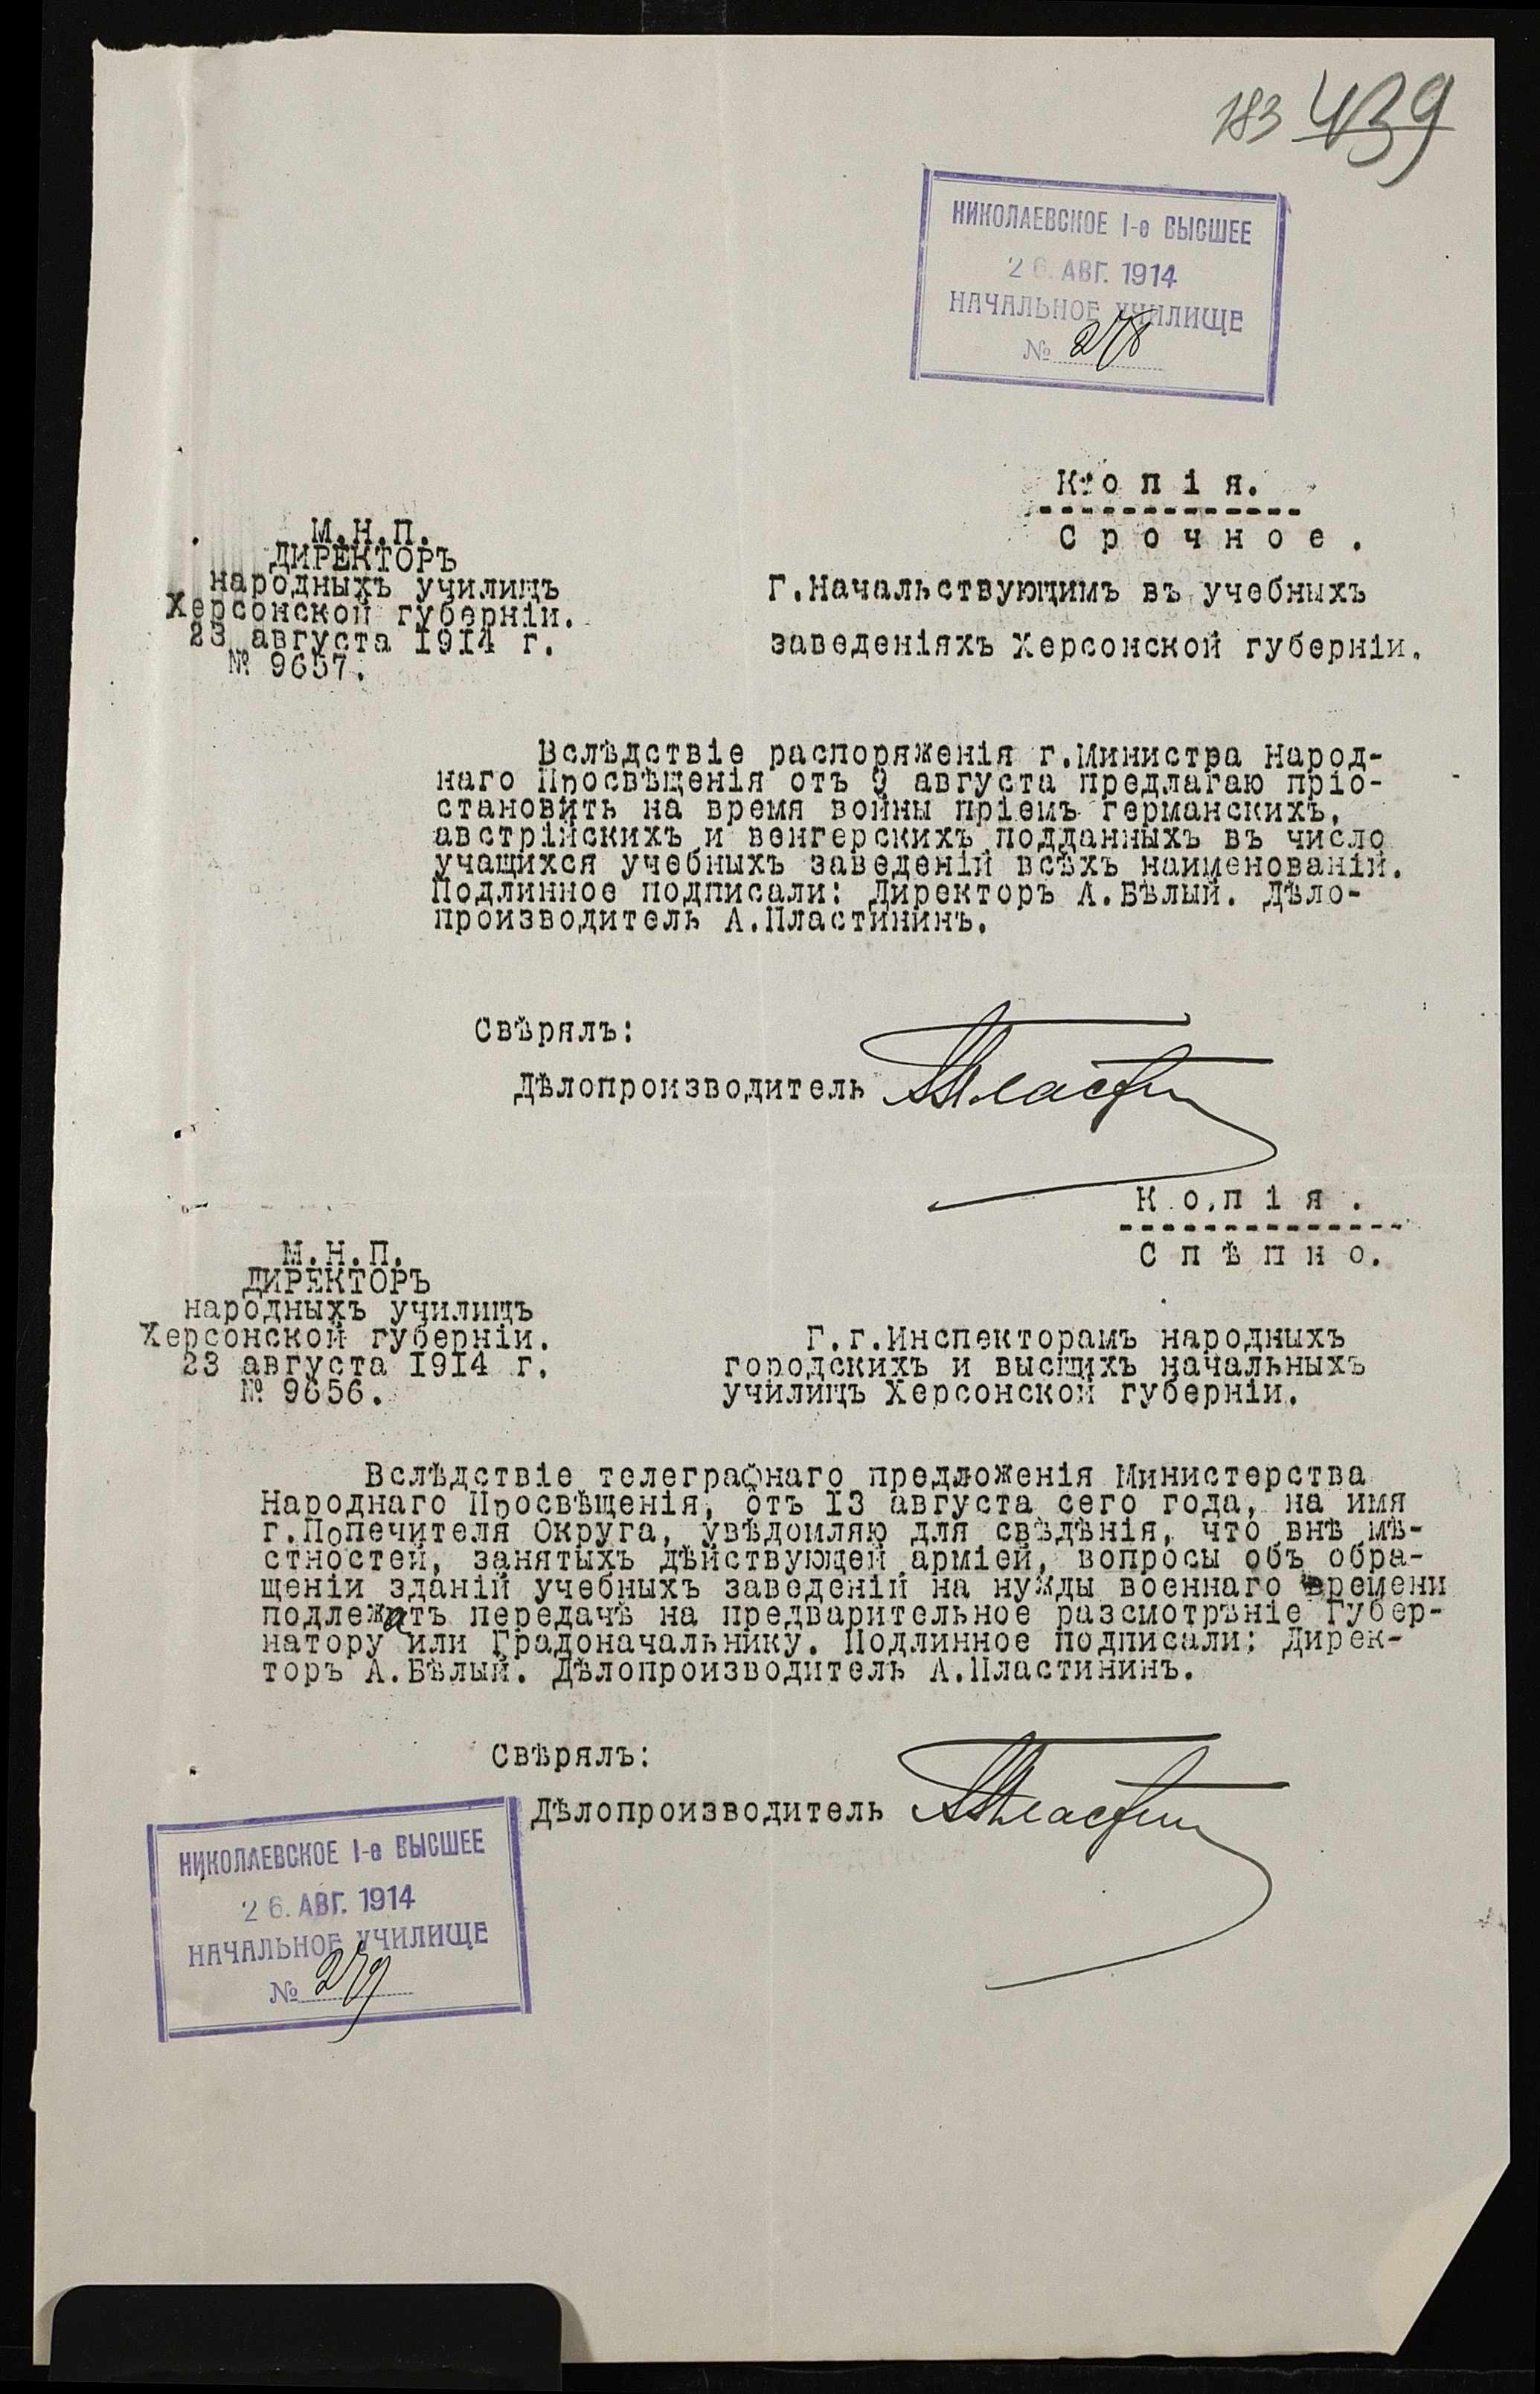 183 439
НИКОЛАЕВСКОЕ I-е ВЫСШЕЕ
26. АВГ. 1914
НАЧАЛЬНОЕ УЧИЛИЩЕ
№ 278
Копія.
Срочное.
М.Н.П.
ДИРЕКТОРЪ
народныхъ училищъ
Херсонской губерніи.
23 августа 1914 г.
№ 9657.
Г.Начальствующимъ въ учебныхъ
заведеніяхъ Херсонской губерніи.
Вслѣдствіе распоряженія г.Министра Народ-
наго Просвѣщенія отъ 9 августа предлагаю пріо-
становить на время войны пріемъ германскихъ,
австрійскихъ и венгерскихъ подданныхъ въ число
учащихся учебныхъ заведеній всѣхъ наименованій.
Подлинное подписали: Директоръ А.Бѣлый. Дѣло-
производитель А.Пластининъ.
Свѣрялъ:
Дѣлопроизводитель
Копія.
Спѣшно.
М.Н.П.
ДИРЕКТОРЪ
народныхъ училищъ
Херсонской губерніи.
23 августа 1914 г.
№ 9656.
Г.г.Инспекторамъ народныхъ
городскихъ и высшихъ начальныхъ
училищъ Херсонской губерніи.
Вслѣдствіе телеграфнаго предложенія Министерства
Народнаго Просвѣщенія, отъ 13 августа сего года, на имя
г.Попечителя Округа, увѣдомляю для свѣдѣнія, что внѣ мѣ-
стностей, занятыхъ дѣйствующей арміей, вопросы объ обра-
щеніи зданій учебныхъ заведеній на нужды военнаго времени
подлежатъ передачѣ на предварительное разсмотрѣніе Губер-
натору или Градоначальнику. Подлинное подписали: Дирек-
торъ А.Бѣлый. Дѣлопроизводитель А.Пластининъ.
Свѣрялъ:
Дѣлопроизводитель
НИКОЛАЕВСКОЕ I-е ВЫСШЕЕ
26. АВГ. 1914
НАЧАЛЬНОЕ УЧИЛИЩЕ
№ 279